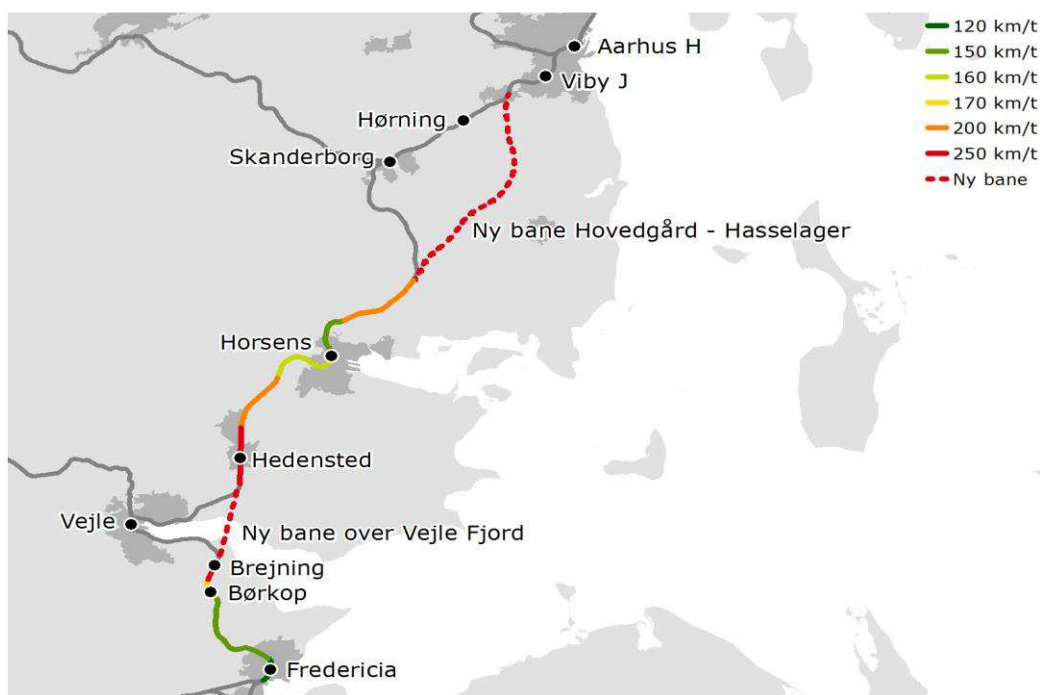 Aarhus H
Viby J
Hørning
Skanderborg
Ny bane Hovedgård - Hasselager
Horsens
Hedensted
Vejle
Ny bane over Vejle Fjord
Brejning
Børkop
Fredericia
120 km/t
150 km/t
160 km/t
170 km/t
200 km/t
250 km/t
Ny bane